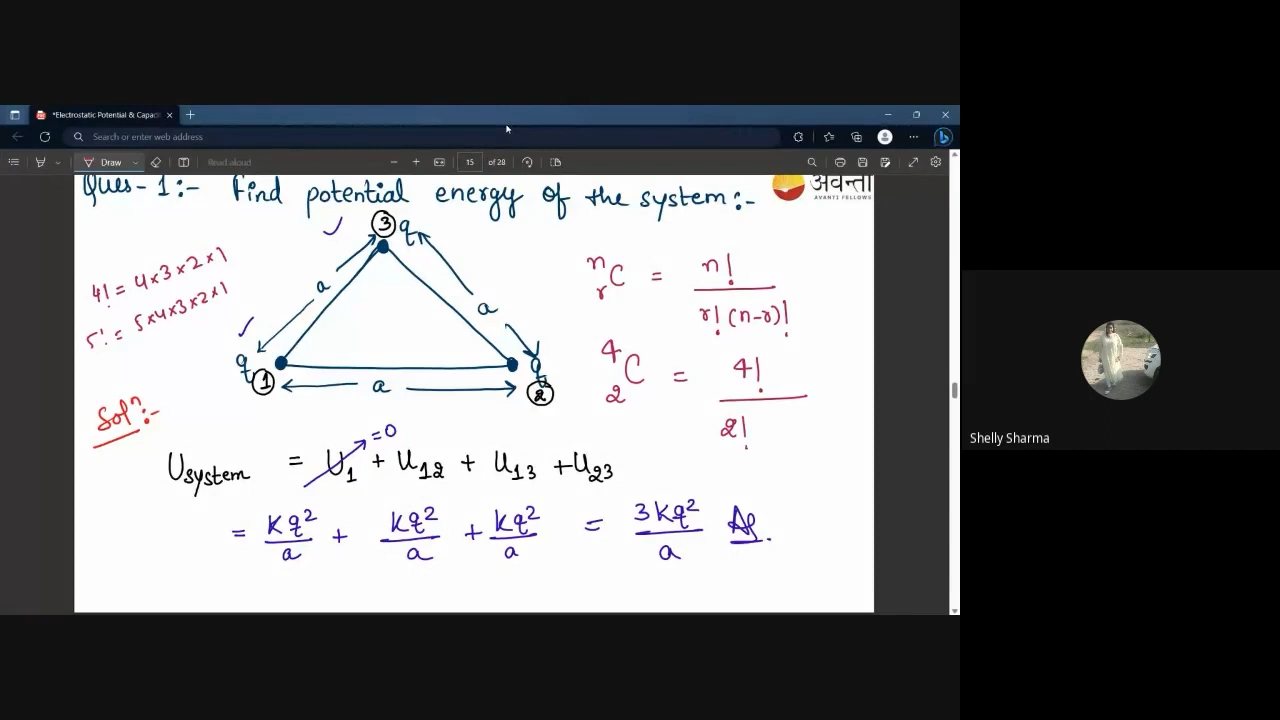 *Electrostatic Potential & Capaci
Search or enter web address
Draw
Read aloud
15 of 28
Ques-1:- Find potential energy of the system:-
अवन्ती
AVANTI FELLOWS
3 q
4! = 4×3×2×1
5! = 5×4×3×2×1
a
a
q 1
a
q 2
n C r = n! / r!(n-r)!
4 C 2 = 4! / 2!
Solⁿ:-
=0
Usystem = U₁ + U₁₂ + U₁₃ + U₂₃
= kq²/a + kq²/a + kq²/a = 3kq²/a
Shelly Sharma